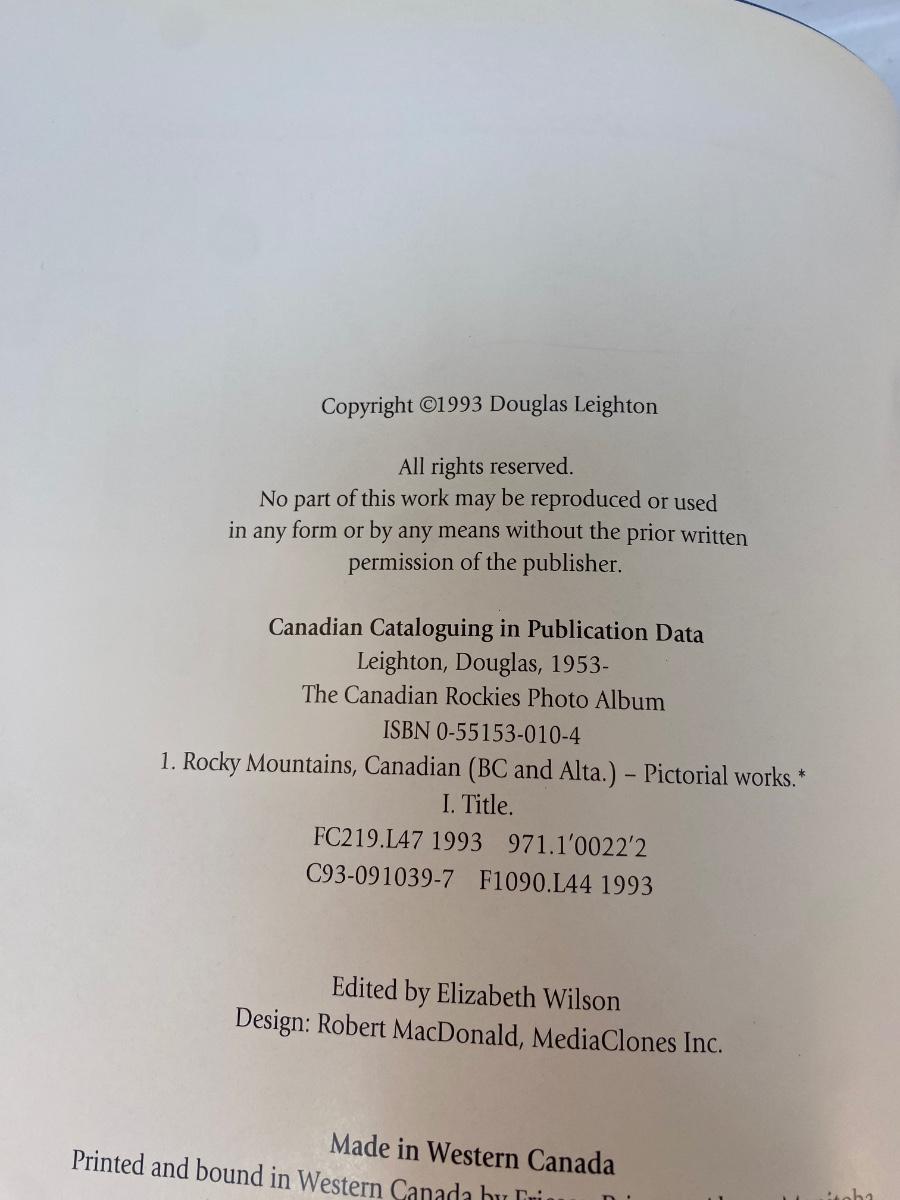 Copyright ©1993 Douglas Leighton
All rights reserved.
No part of this work may be reproduced or used
in any form or by any means without the prior written
permission of the publisher.
Canadian Cataloguing in Publication Data
Leighton, Douglas, 1953-
The Canadian Rockies Photo Album
ISBN 0-55153-010-4
1. Rocky Mountains, Canadian (BC and Alta.) – Pictorial works.*
I. Title.
FC219.L47 1993 971.1′0022′2
C93-091039-7 F1090.L44 1993
Edited by Elizabeth Wilson
Design: Robert MacDonald, MediaClones Inc.
Made in Western Canada
Printed and bound in Western Canada by